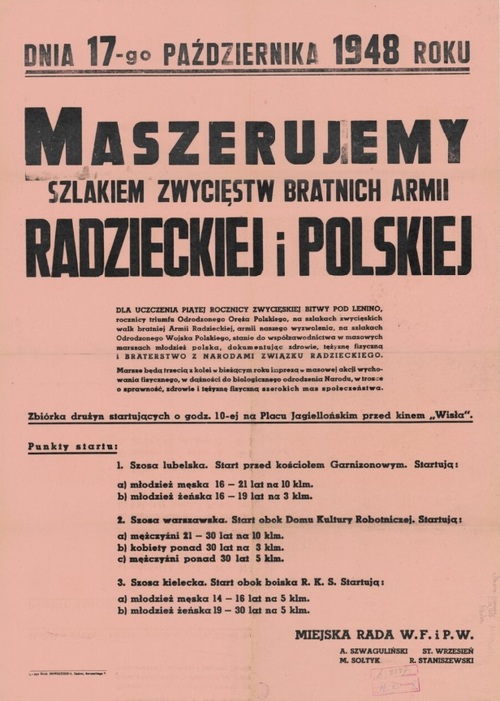 DNIA 17-go PAŹDZIERNIKA 1948 ROKU
MASZERUJEMY
SZLAKIEM ZWYCIĘSTW BRATNICH ARMII
RADZIECKIEJ i POLSKIEJ
DLA UCZCZENIA PIĄTEJ ROCZNICY ZWYCIĘSKIEJ BITWY POD LENINO,
rocznicy triumfu Odrodzonego Oręża Polskiego, na szlakach zwycięskich
walk bratniej Armii Radzieckiej, armii naszego wyzwolenia, na szlakach
Odrodzonego Wojska Polskiego, stanie do współzawodnictwa w masowych
marszach młodzież polska, dokumentując zdrowie, tężyznę fizyczną
I BRATERSTWO Z NARODAMI ZWIĄZKU RADZIECKIEGO.
Marsze będą trzecią z kolei w bieżącym roku imprezą w masowej akcji wycho-
wania fizycznego, w dążności do biologicznego odrodzenia Narodu, w trosce
o sprawność, zdrowie i tężyznę fizyczną szerokich mas społeczeństwa.
Zbiórka drużyn startujących o godz. 10-ej na Placu Jagiellońskim przed kinem „Wisła".
Punkty startu:
1. Szosa lubelska. Start przed kościołem Garnizonowym. Startują:
a) młodzież męska 16 — 21 lat na 10 klm.
b) młodzież żeńska 16 — 19 lat na 3 klm.
2. Szosa warszawska. Start obok Domu Kultury Robotniczej. Startują:
a) mężczyźni 21 — 30 lat na 10 klm.
b) kobiety ponad 30 lat na 3 klm.
c) mężczyźni ponad 30 lat 5 klm.
3. Szosa kielecka. Start obok boiska R. K. S. Startują:
a) młodzież męska 14 — 16 lat na 5 klm.
b) młodzież żeńska 19 — 30 lat na 5 klm.
MIEJSKA RADA W. F. i P. W.
A. SZWAGULIŃSKI ST. WRZESIEŃ
M. SOŁTYK R. STANISZEWSKI